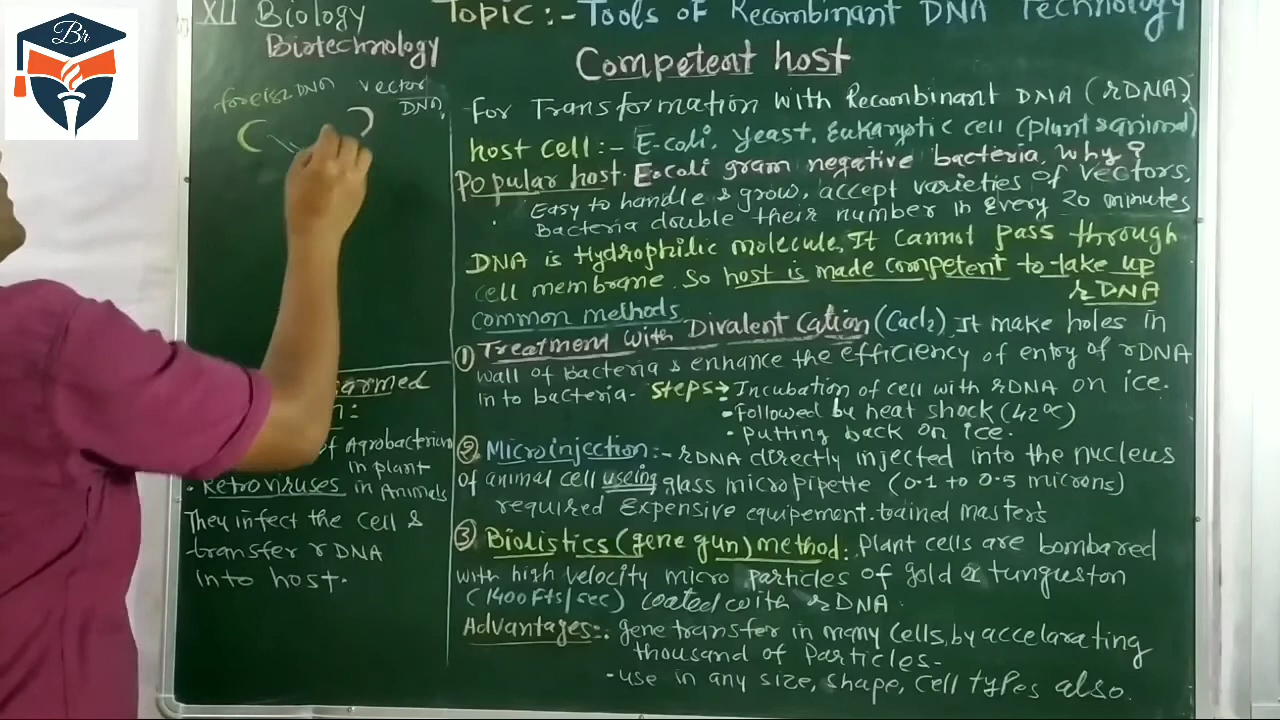 XII Biology
Biotechnology
Topic:- Tools of Recombinant DNA Technology
Competent host
Br
DNA
vector
DNA,
For Transformation with Recombinant DNA (rDNA)
host cell:- E-coli, yeast, Eukaryotic cell (plant & animal)
Popular host. E.coli gram negative bacteria, Why?
Easy to handle & grow, accept varieties of vectors.
Bacteria double their number in every 20 minutes
DNA is Hydrophilic molecule, It cannot pass through
cell membrane. So host is made competent to take up
rDNA
common methods
① Treatment with Divalent Cation (Cacl2) It make holes in
wall of bacteria & enhance the efficiency of entry of rDNA
in to bacteria- steps→ Incubation of cell with rDNA on ice.
• Followed by heat shock (42°c)
• putting back on ice.
② Microinjection:- rDNA directly injected into the nucleus
of animal cell useing glass micropipette (0.1 to 0.5 microns)
required Expensive equipement. trained masters
③ Biolistics (gene gun) method:. Plant cells are bombared
with high velocity micro particles of gold or tunguston
(1400 Fts/sec) coated with rDNA.
Advantages:. gene transfer in many cells, by accelarating
thousand of particles-
• use in any size, shape, cell types also.
armed
n:
of Agrobacterium
in plant
• Retroviruses in Animals
They infect the cell &
transfer rDNA
into host.